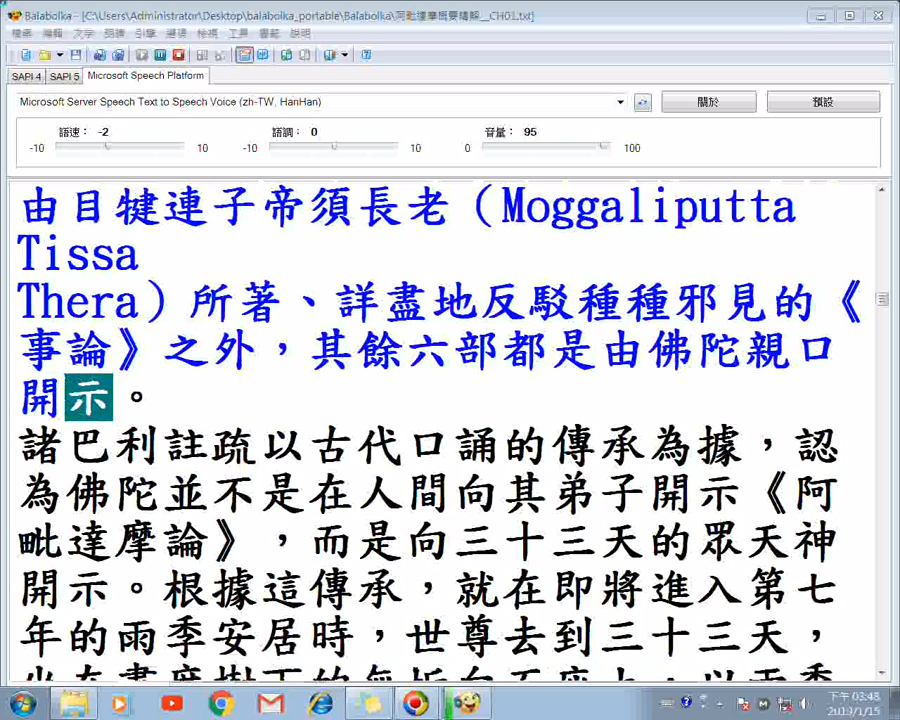 Balabolka - [C:\Users\Administrator\Desktop\balabolka_portable\Balabolka\阿毗達摩概要精解__CH01.txt]
檔案 編輯 文字 朗讀 引擎 選項 檢視 工具 書籤 說明
SAPI 4 SAPI 5 Microsoft Speech Platform
Microsoft Server Speech Text to Speech Voice (zh-TW, HanHan) 關於 預設
語速： -2 語調： 0 音量： 95
-10 10 -10 10 0 100
由目犍連子帝須長老（Moggaliputta
Tissa
Thera）所著、詳盡地反駁種種邪見的《
事論》之外，其餘六部都是由佛陀親口
開示。
諸巴利註疏以古代口誦的傳承為據，認
為佛陀並不是在人間向其弟子開示《阿
毗達摩論》，而是向三十三天的眾天神
開示。根據這傳承，就在即將進入第七
年的雨季安居時，世尊去到三十三天，
下午 03:48
2019/1/15